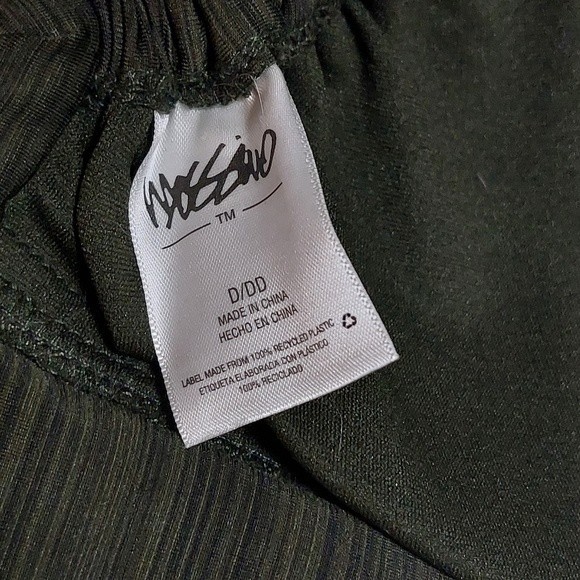 mossimo
TM
D/DD
MADE IN CHINA
HECHO EN CHINA
LABEL MADE FROM 100% RECYCLED PLASTIC
ETIQUETA ELABORADA CON PLÁSTICO
100% RECICLADO